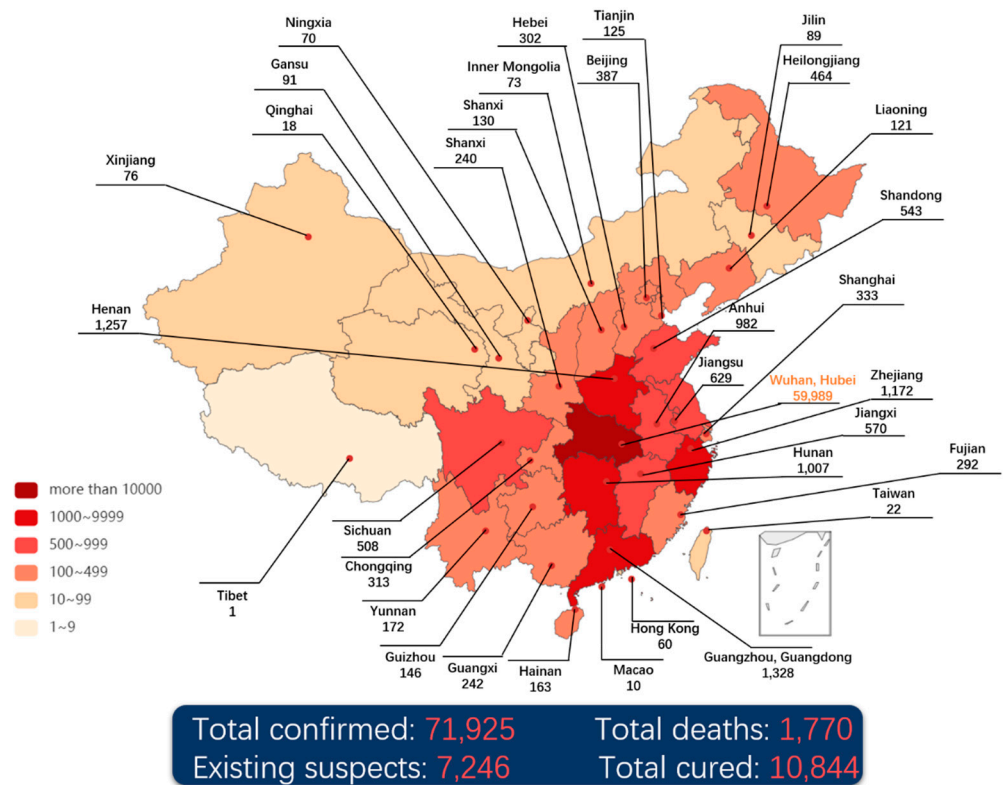 Ningxia
70
Hebei
302
Tianjin
125
Jilin
89
Gansu
91
Inner Mongolia
73
Beijing
387
Heilongjiang
464
Qinghai
18
Shanxi
130
Liaoning
121
Shanxi
240
Xinjiang
76
Shandong
543
Shanghai
333
Henan
1,257
Anhui
982
Jiangsu
629
Wuhan, Hubei
59,989
Zhejiang
1,172
Jiangxi
570
Hunan
1,007
Fujian
292
Taiwan
22
more than 10000
1000~9999
500~999
100~499
10~99
1~9
Sichuan
508
Chongqing
313
Tibet
1
Yunnan
172
Guizhou
146
Guangxi
242
Hainan
163
Hong Kong
60
Macao
10
Guangzhou, Guangdong
1,328
Total confirmed: 71,925
Total deaths: 1,770
Existing suspects: 7,246
Total cured: 10,844